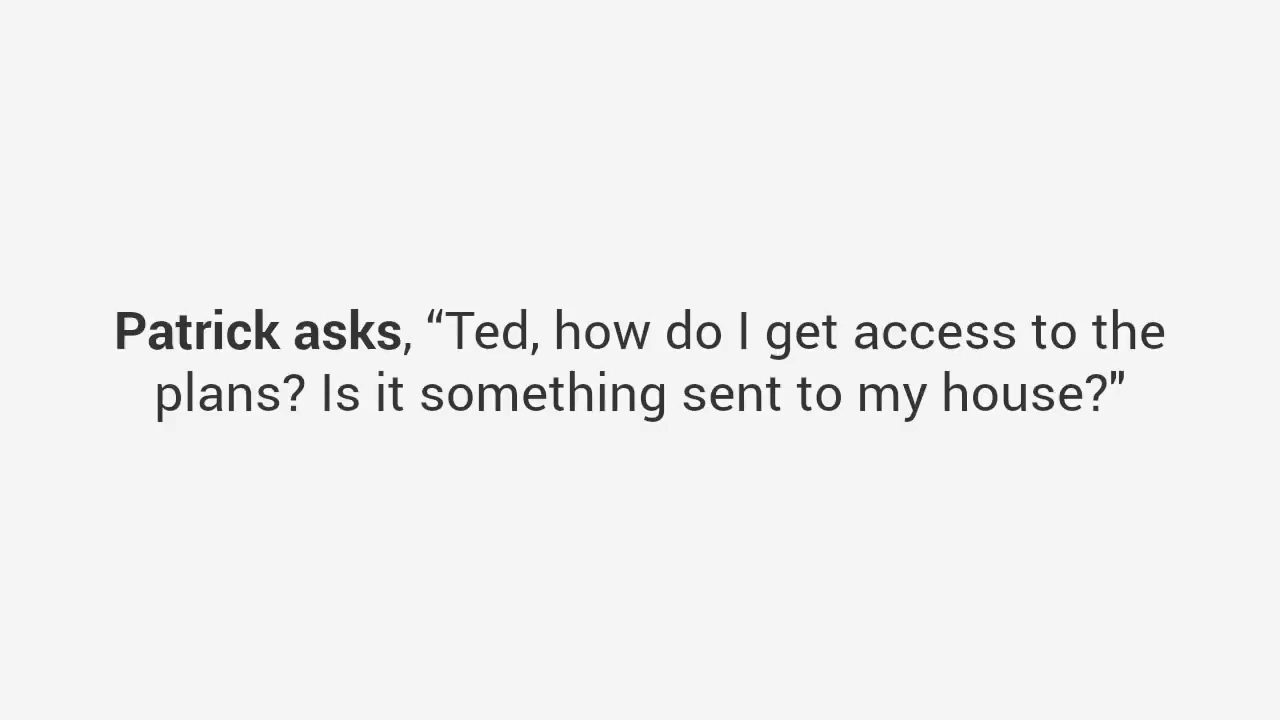 Patrick asks, “Ted, how do I get access to the
plans? Is it something sent to my house?"